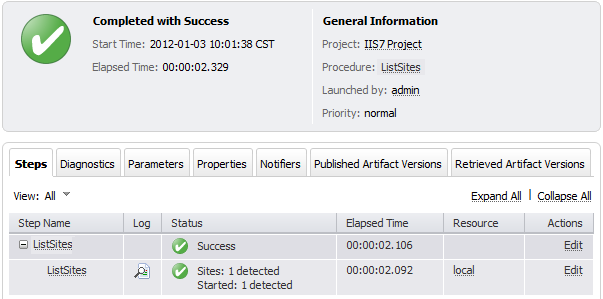 Completed with Success
Start Time: 2012-01-03 10:01:38 CST
Elapsed Time: 00:00:02.329
General Information
Project: IIS7 Project
Procedure: ListSites
Launched by: admin
Priority: normal
Steps Diagnostics Parameters Properties Notifiers Published Artifact Versions Retrieved Artifact Versions
View: All
Expand All | Collapse All
Step Name Log Status Elapsed Time Resource Actions
ListSites Success 00:00:02.106 Edit
ListSites Sites: 1 detected 00:00:02.092 local Edit
Started: 1 detected